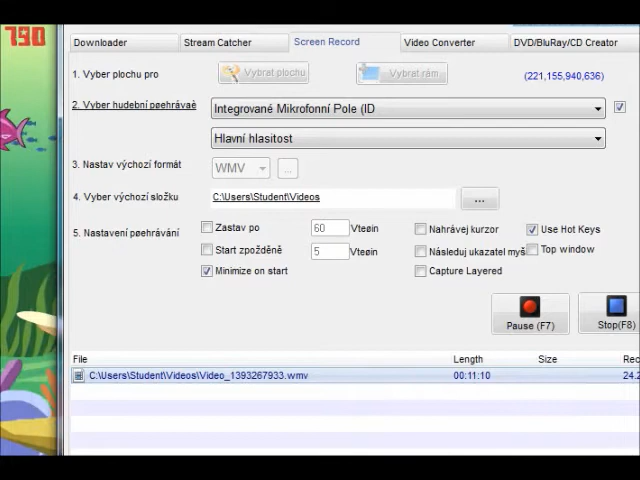 790
Downloader
Stream Catcher
Screen Record
Video Converter
DVD/BluRay/CD Creator
1. Vyber plochu pro
Vybrat plochu
Vybrat rám
(221,155,940,636)
2. Vyber hudební pøehrávaè
Integrované Mikrofonní Pole (ID
Hlavní hlasitost
3. Nastav výchozí formát
WMV
...
4. Vyber výchozí složku
C:\Users\Student\Videos
...
5. Nastavení pøehrávání
Zastav po
60
Vteøin
Nahrávej kurzor
Use Hot Keys
Start zpožděně
5
Vteøin
Následuj ukazatel myš
Top window
Minimize on start
Capture Layered
Pause (F7)
Stop(F8)
File
Length
Size
Rec
C:\Users\Student\Videos\Video_1393267933.wmv
00:11:10
24.2